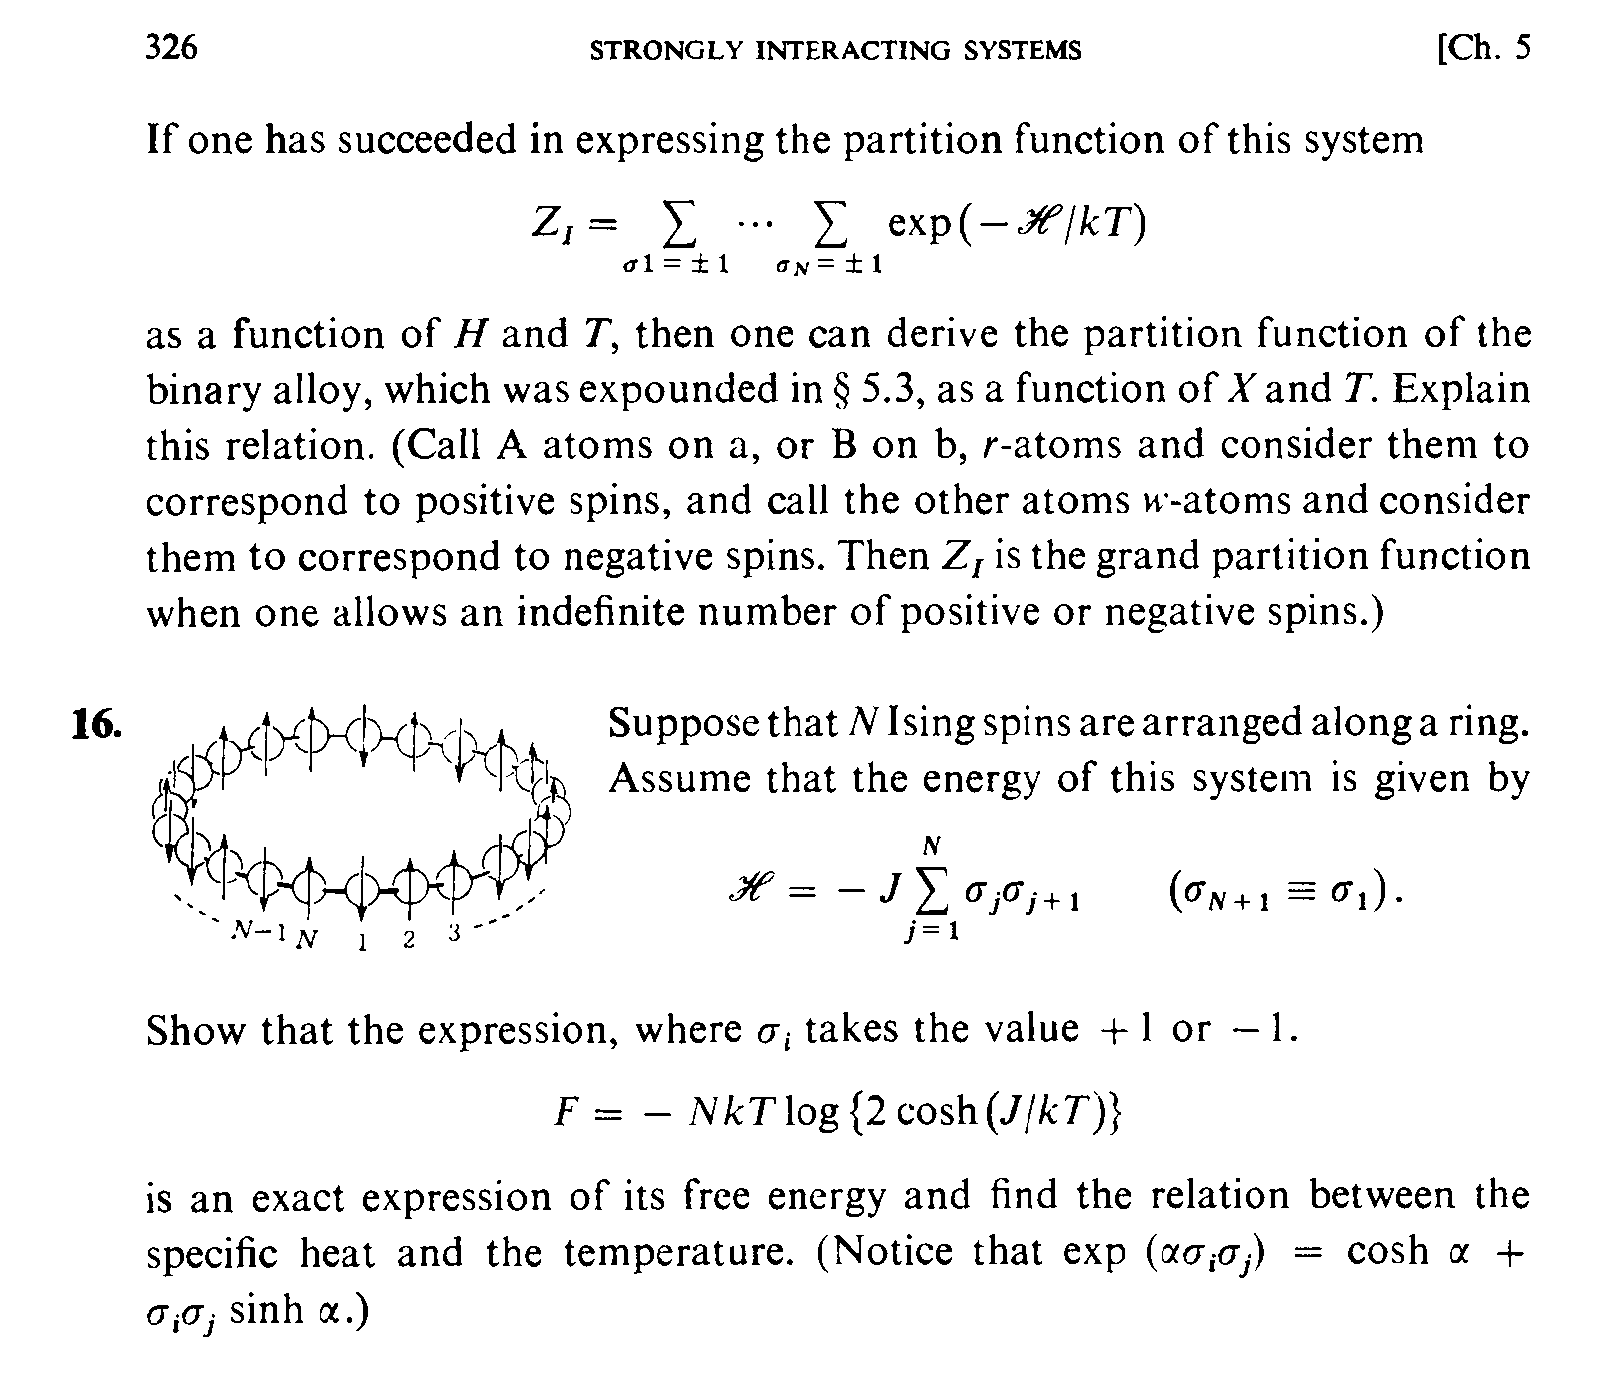 326 STRONGLY INTERACTING SYSTEMS [Ch. 5
If one has succeeded in expressing the partition function of this system
Z_I = ∑ ··· ∑ exp(−ℋ/kT)
σ1 = ± 1 σ_N = ± 1
as a function of H and T, then one can derive the partition function of the
binary alloy, which was expounded in § 5.3, as a function of X and T. Explain
this relation. (Call A atoms on a, or B on b, r-atoms and consider them to
correspond to positive spins, and call the other atoms w-atoms and consider
them to correspond to negative spins. Then Z_I is the grand partition function
when one allows an indefinite number of positive or negative spins.)
16. Suppose that N Ising spins are arranged along a ring.
Assume that the energy of this system is given by
N
ℋ = − J ∑ σ_j σ_{j+1} (σ_{N+1} ≡ σ_1).
j = 1
N−1 N 1 2 3
Show that the expression, where σ_i takes the value + 1 or − 1.
F = − NkT log {2 cosh (J/kT)}
is an exact expression of its free energy and find the relation between the
specific heat and the temperature. (Notice that exp (ασ_iσ_j) = cosh α +
σ_iσ_j sinh α.)